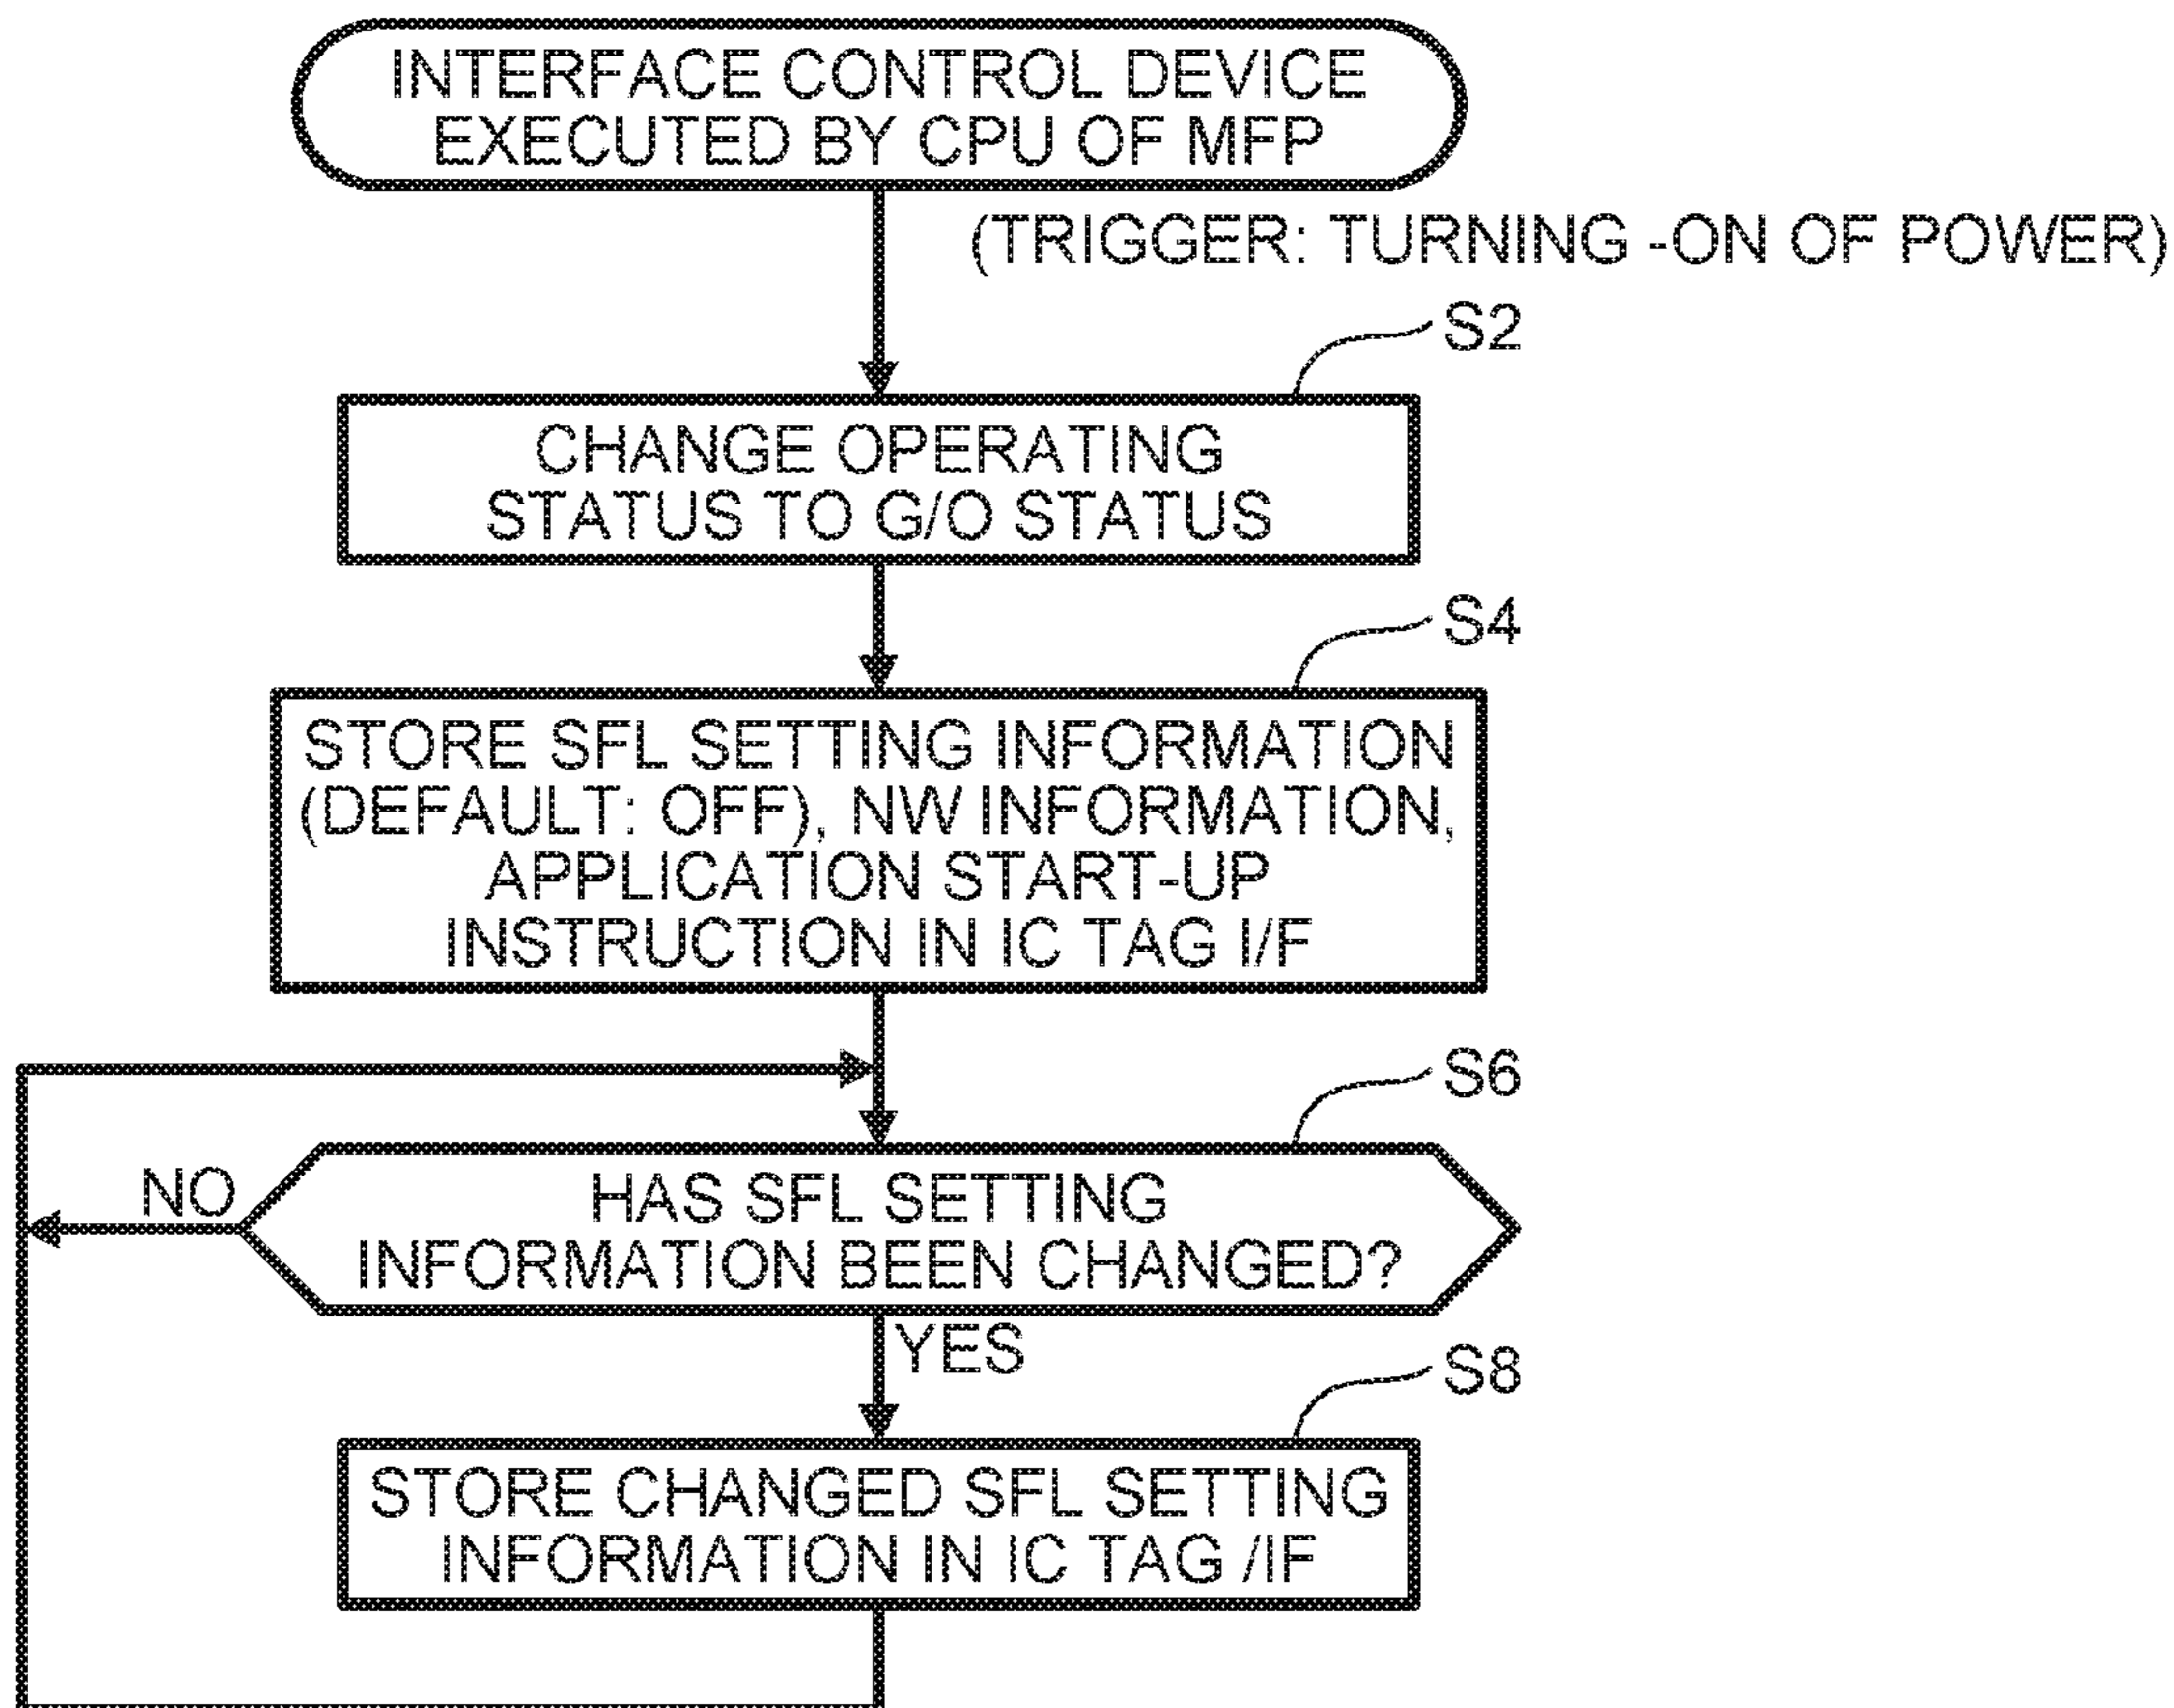 INTERFACE CONTROL DEVICE
EXECUTED BY CPU OF MFP
(TRIGGER: TURNING -ON OF POWER)
S2
CHANGE OPERATING
STATUS TO G/O STATUS
S4
STORE SFL SETTING INFORMATION
(DEFAULT: OFF), NW INFORMATION,
APPLICATION START-UP
INSTRUCTION IN IC TAG I/F
S6
NO
HAS SFL SETTING
INFORMATION BEEN CHANGED?
YES
S8
STORE CHANGED SFL SETTING
INFORMATION IN IC TAG /IF